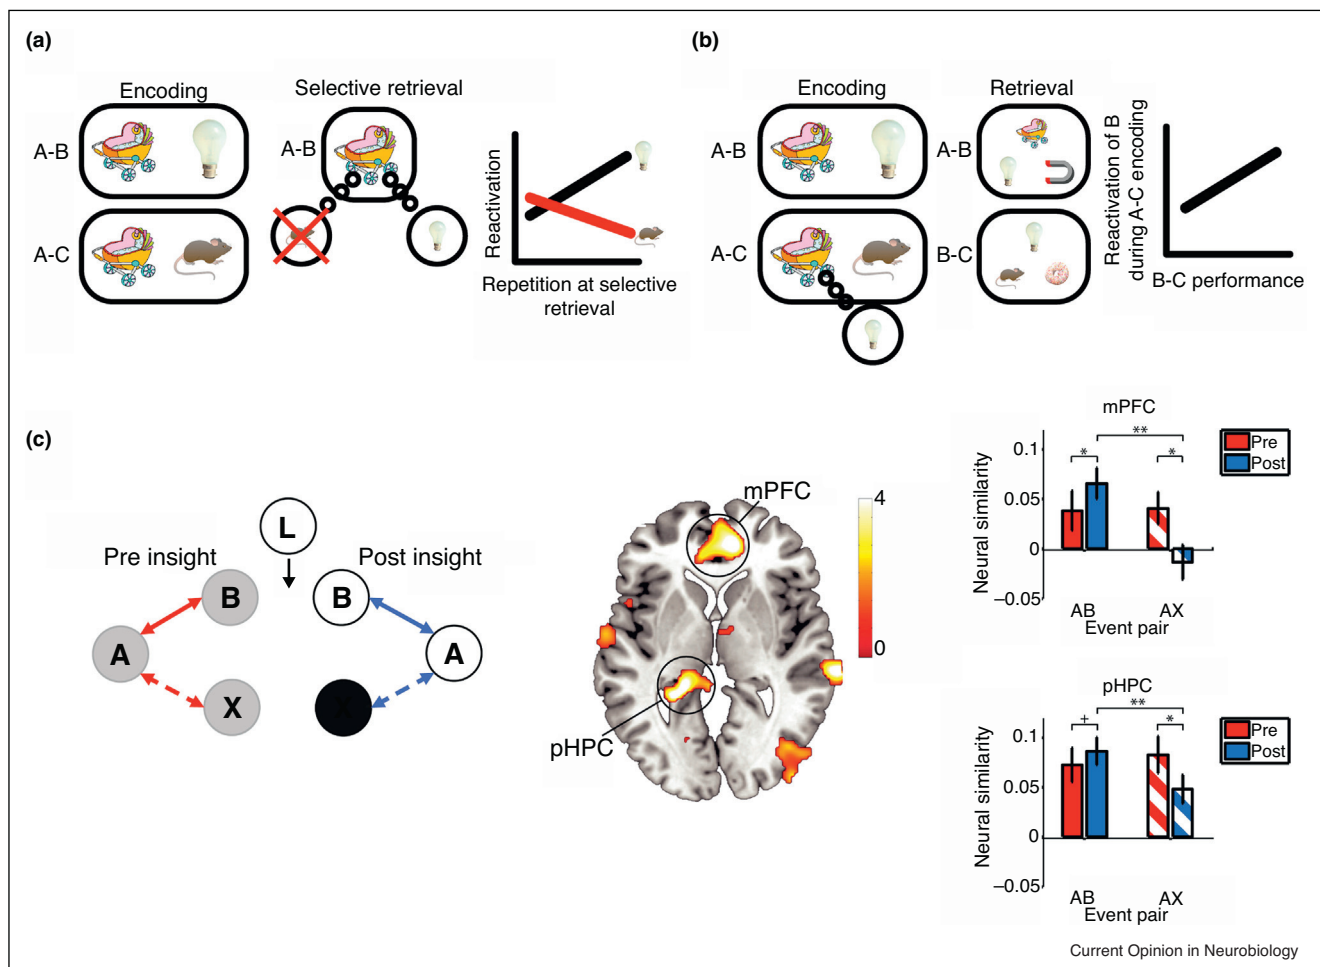 (a)
Encoding
Selective retrieval
A-B
A-B
A-C
Reactivation
Repetition at selective
retrieval
(b)
Encoding
Retrieval
A-B
A-B
A-C
B-C
Reactivation of B
during A-C encoding
B-C performance
(c)
L
Pre insight
Post insight
B
B
A
A
X
X
mPFC
pHPC
4
0
mPFC
Neural similarity
0.1
0.05
0
–0.05
*
**
*
Pre
Post
AB
AX
Event pair
pHPC
Neural similarity
0.1
0.05
0
–0.05
+
**
*
Pre
Post
AB
AX
Event pair
Current Opinion in Neurobiology